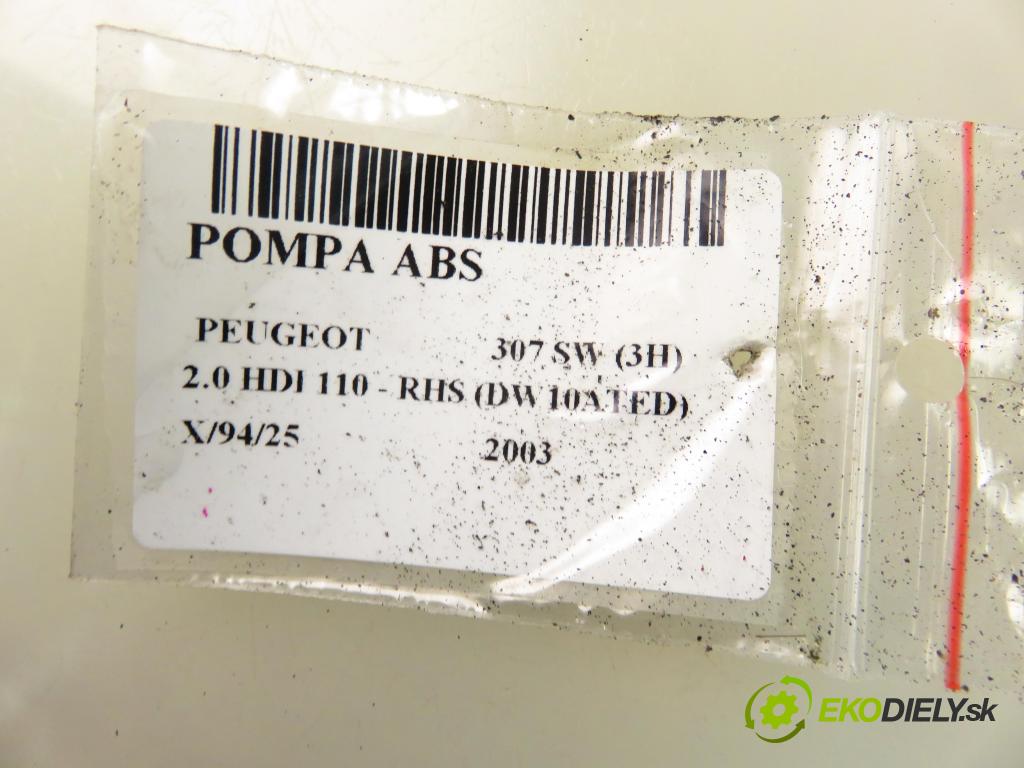 POMPA ABS
PEUGEOT 307 SW (3H)
2.0 HDI 110 - RHS (DW10ATED)
X/94/25 2003
EKODIELY.sk